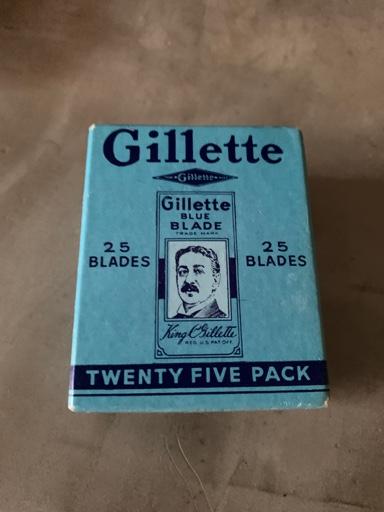 Gillette
Gillette
Gillette
BLUE
BLADE
TRADE MARK
25
BLADES
25
BLADES
King C Gillette
REG. U.S. PAT. OFF.
TWENTY FIVE PACK